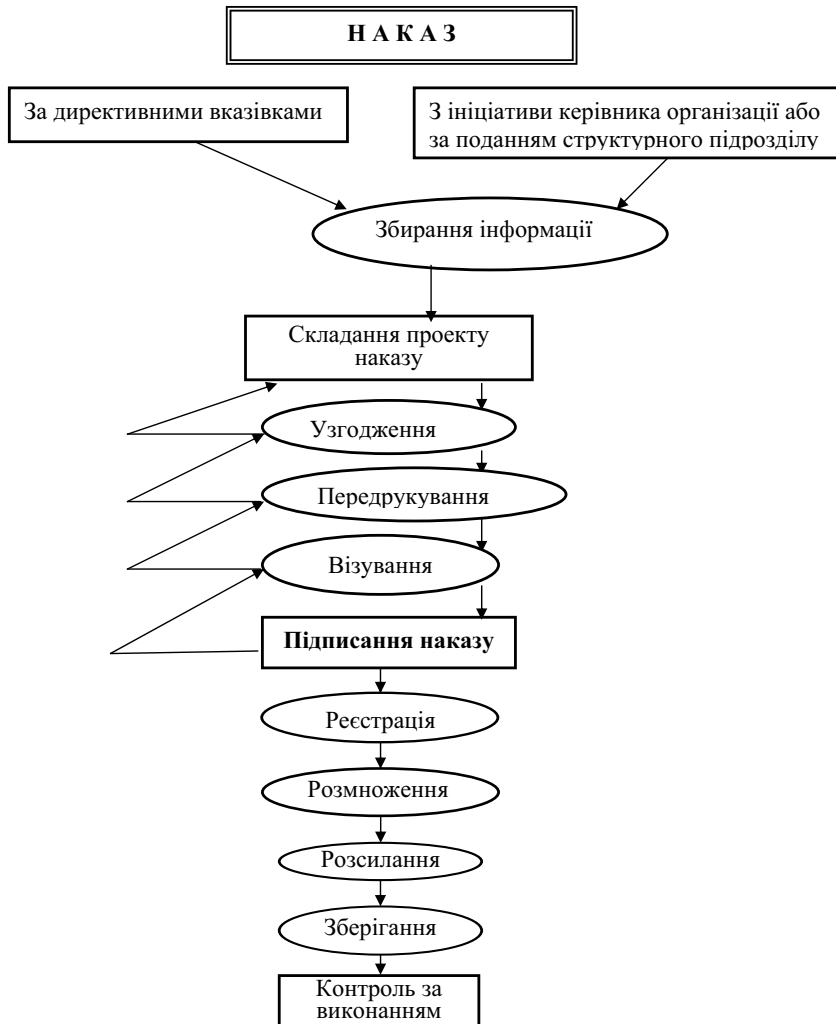 Н А К А З
За директивними вказівками
З ініціативи керівника організації або
за поданням структурного підрозділу
Збирання інформації
Складання проекту
наказу
Узгодження
Передрукування
Візування
Підписання наказу
Реєстрація
Розмноження
Розсилання
Зберігання
Контроль за
виконанням